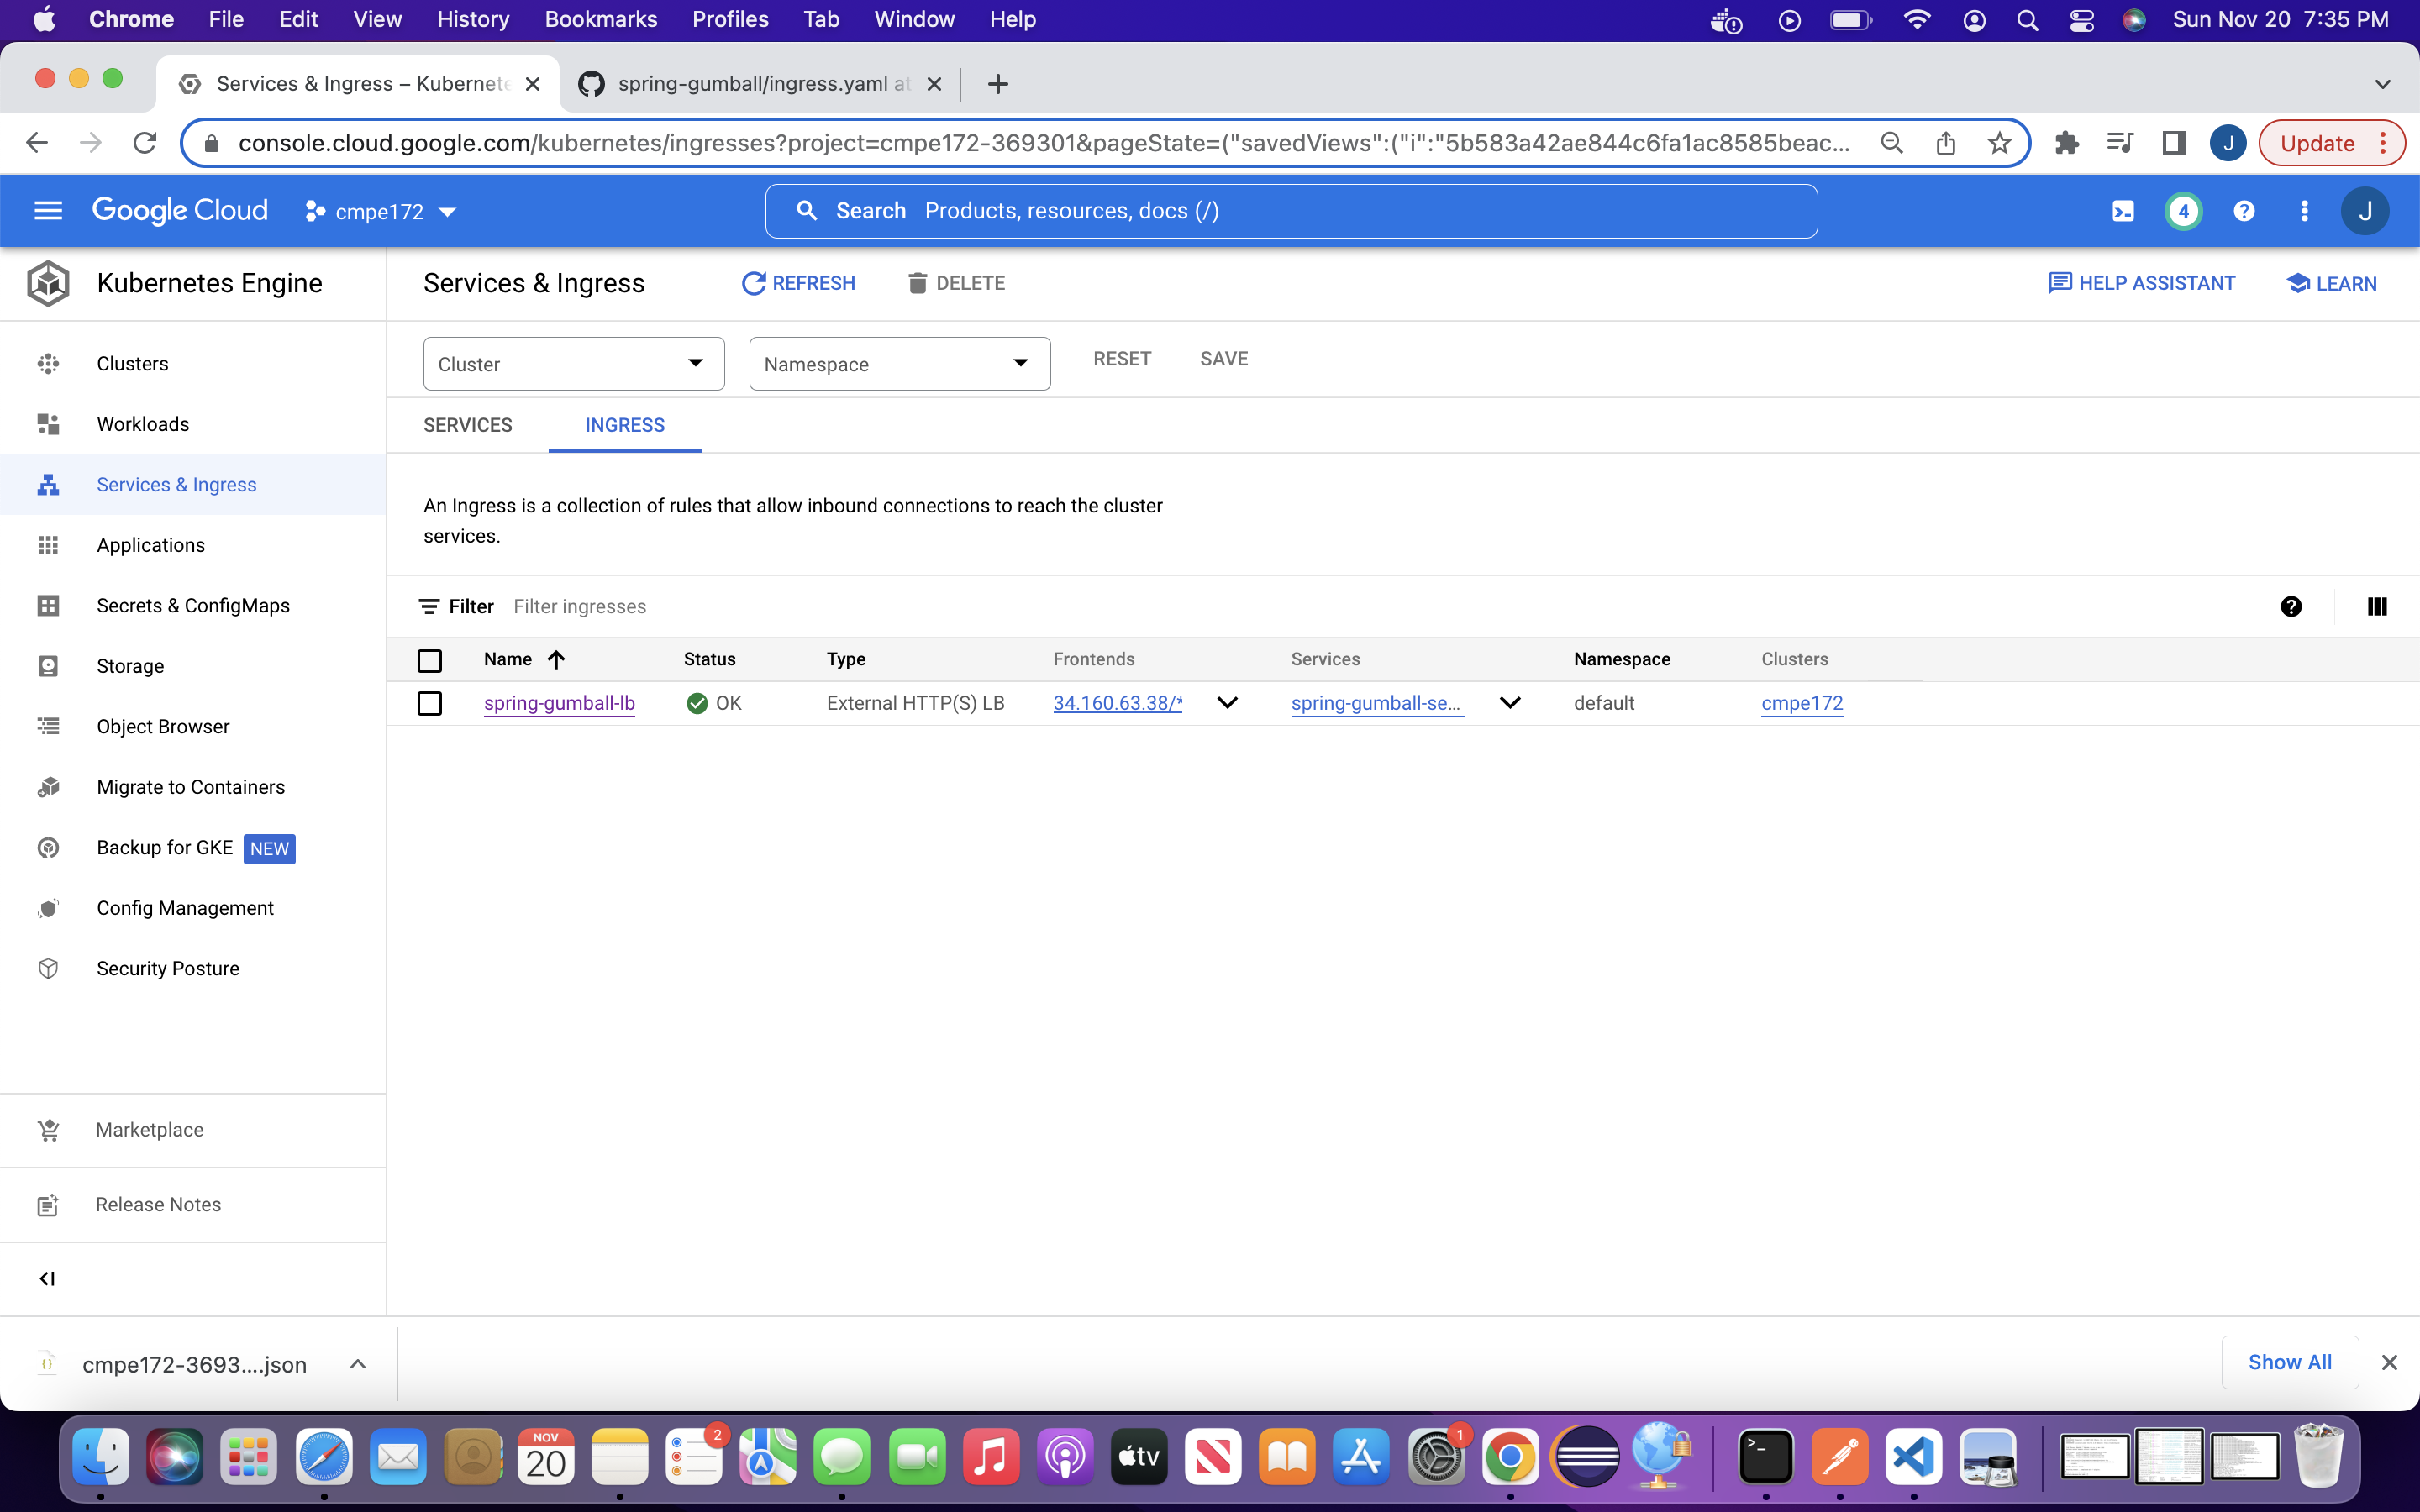 Chrome File Edit View History Bookmarks Profiles Tab Window Help Sun Nov 20 7:35 PM
Services & Ingress – Kubernete spring-gumball/ingress.yaml at
console.cloud.google.com/kubernetes/ingresses?project=cmpe172-369301&pageState=("savedViews":("i":"5b583a42ae844c6fa1ac8585beac... J Update
Google Cloud cmpe172 Search Products, resources, docs (/) 4 ? J
Kubernetes Engine
Services & Ingress REFRESH DELETE HELP ASSISTANT LEARN
Clusters
Workloads
Services & Ingress
Applications
Secrets & ConfigMaps
Storage
Object Browser
Migrate to Containers
Backup for GKE NEW
Config Management
Security Posture
Marketplace
Release Notes
Cluster Namespace RESET SAVE
SERVICES INGRESS
An Ingress is a collection of rules that allow inbound connections to reach the cluster
services.
Filter Filter ingresses
Name Status Type Frontends Services Namespace Clusters
spring-gumball-lb OK External HTTP(S) LB 34.160.63.38/* spring-gumball-se... default cmpe172
cmpe172-3693....json Show All
NOV
20
2
tv
1